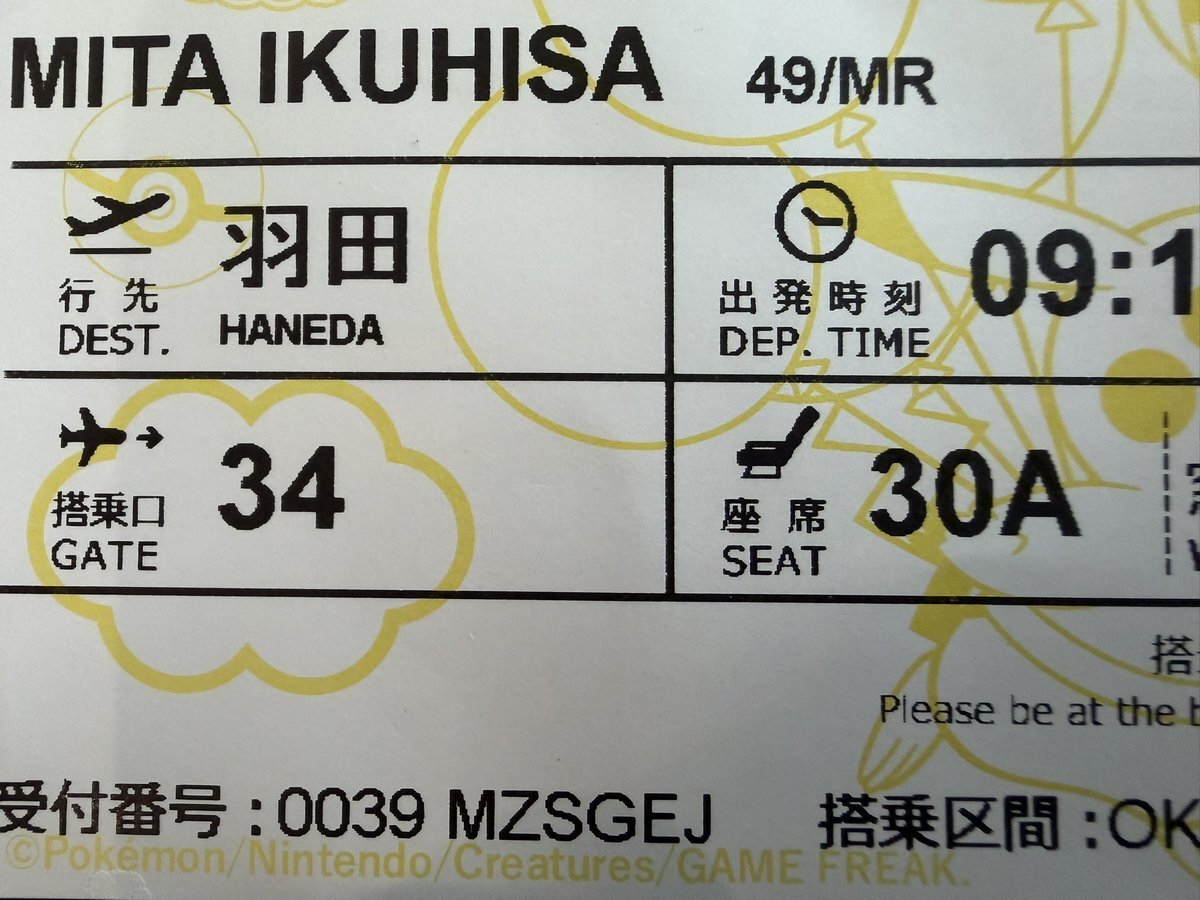 MITA IKUHISA 49/MR
行先 羽田
DEST. HANEDA
出発時刻 09:1
DEP. TIME
搭乗口 34
GATE
座席 30A
SEAT
搭
Please be at the b
受付番号:0039 MZSGEJ 搭乗区間:OK
©Pokémon/Nintendo/Creatures/GAME FREAK.